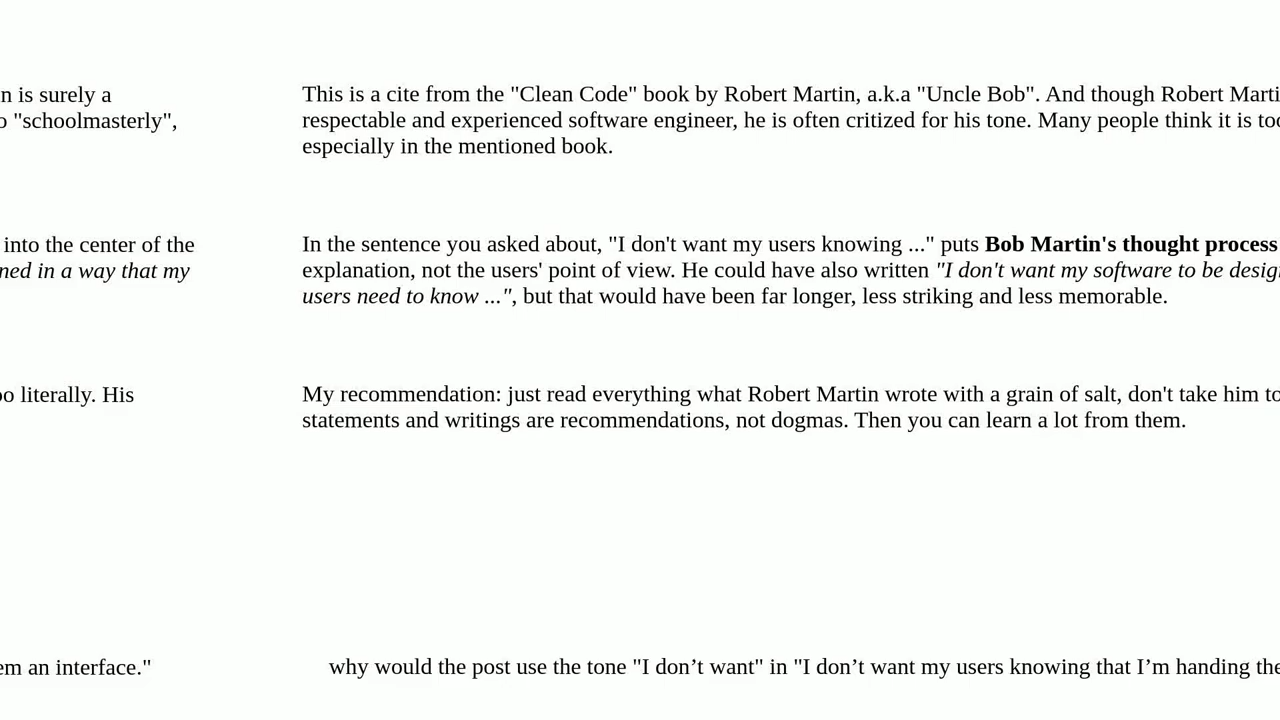 n is surely a
o "schoolmasterly",
This is a cite from the "Clean Code" book by Robert Martin, a.k.a "Uncle Bob". And though Robert Marti
respectable and experienced software engineer, he is often critized for his tone. Many people think it is too
especially in the mentioned book.
into the center of the
ned in a way that my
In the sentence you asked about, "I don't want my users knowing ..." puts Bob Martin's thought process
explanation, not the users' point of view. He could have also written "I don't want my software to be desig
users need to know ...", but that would have been far longer, less striking and less memorable.
oo literally. His
My recommendation: just read everything what Robert Martin wrote with a grain of salt, don't take him to
statements and writings are recommendations, not dogmas. Then you can learn a lot from them.
em an interface."
why would the post use the tone "I don’t want" in "I don’t want my users knowing that I’m handing the